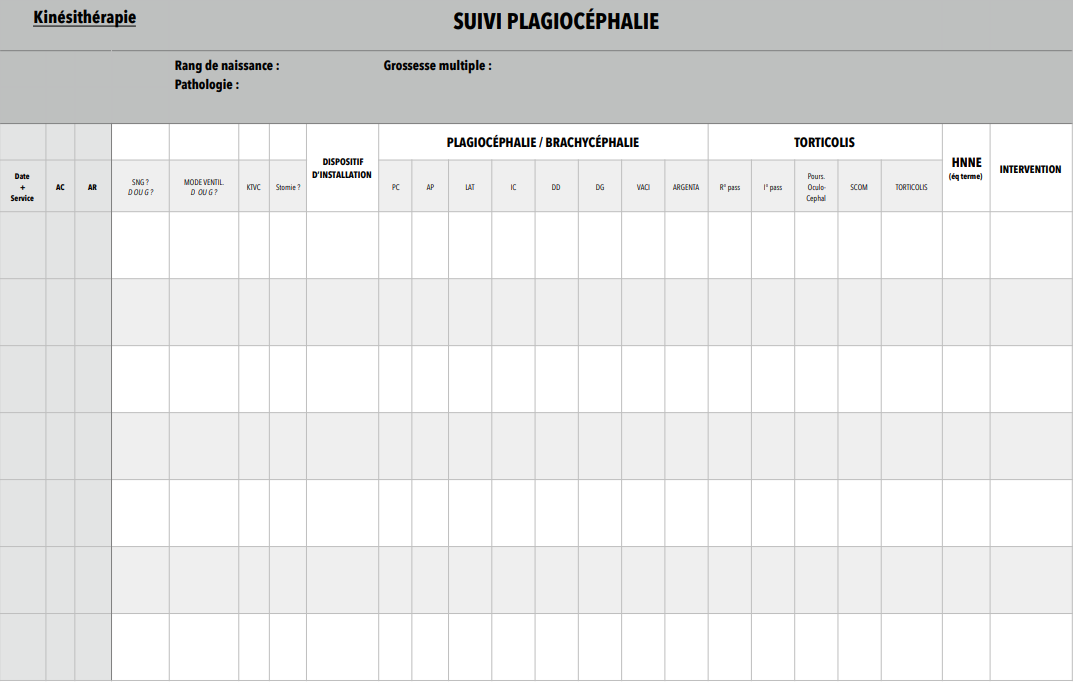 Kinésithérapie
SUIVI PLAGIOCÉPHALIE
Rang de naissance :
Grossesse multiple :
Pathologie :
PLAGIOCÉPHALIE / BRACHYCÉPHALIE
TORTICOLIS
Date
+
Service
AC
AR
SNG ?
D OU G ?
MODE VENTIL.
D OU G ?
KTVC
Stomie ?
DISPOSITIF
D'INSTALLATION
PC
AP
LAT
IC
DD
DG
VACI
ARGENTA
R° pass
I° pass
Pours.
Oculo-
Cephal
SCOM
TORTICOLIS
HNNE
(éq terme)
INTERVENTION